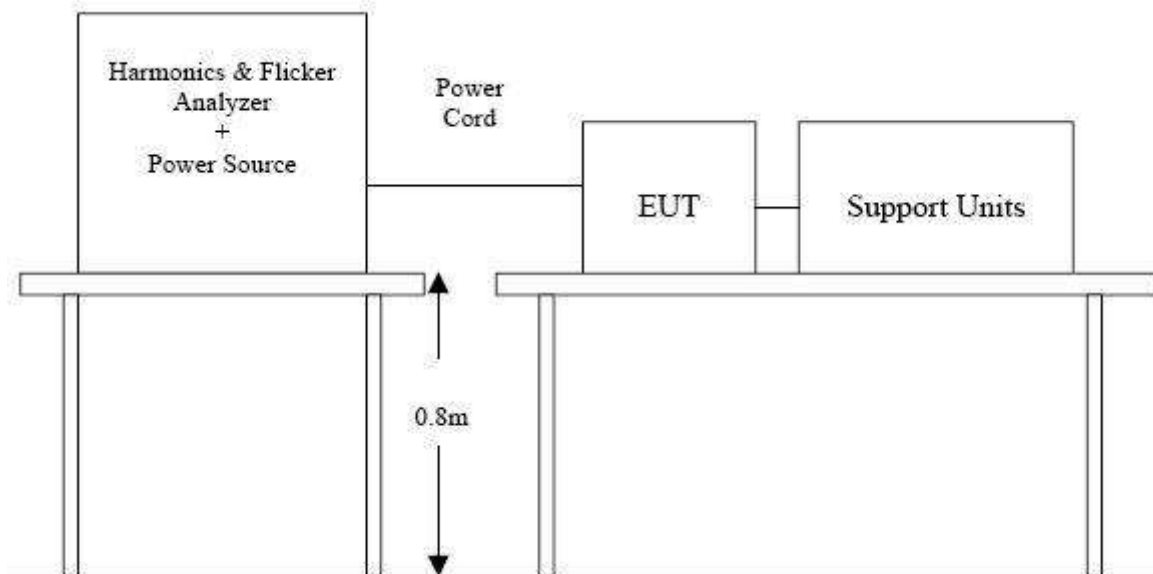 Harmonics & Flicker
Analyzer
+
Power Source
Power
Cord
EUT
Support Units
0.8m